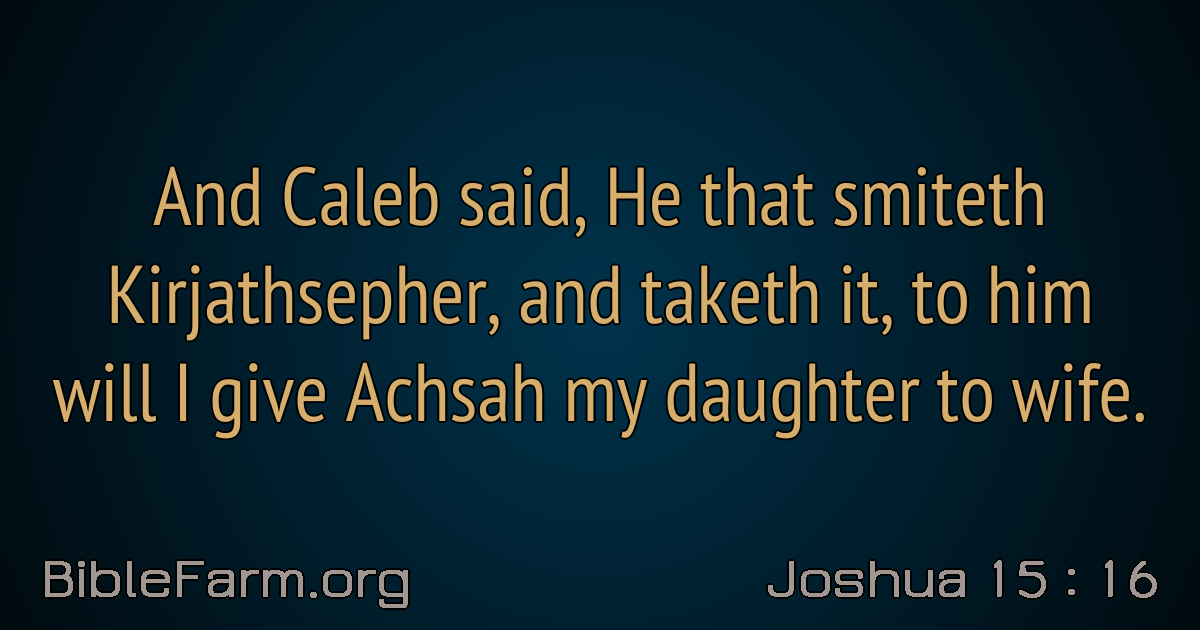 And Caleb said, He that smiteth
Kirjathsepher, and taketh it, to him
will I give Achsah my daughter to wife.
BibleFarm.org
Joshua 15 : 16